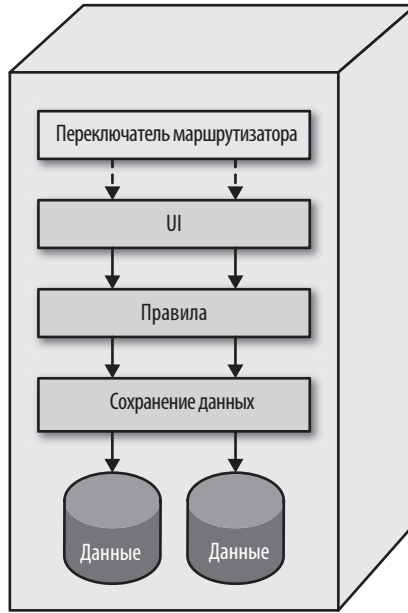 Переключатель маршрутизатора
UI
Правила
Сохранение данных
Данные
Данные